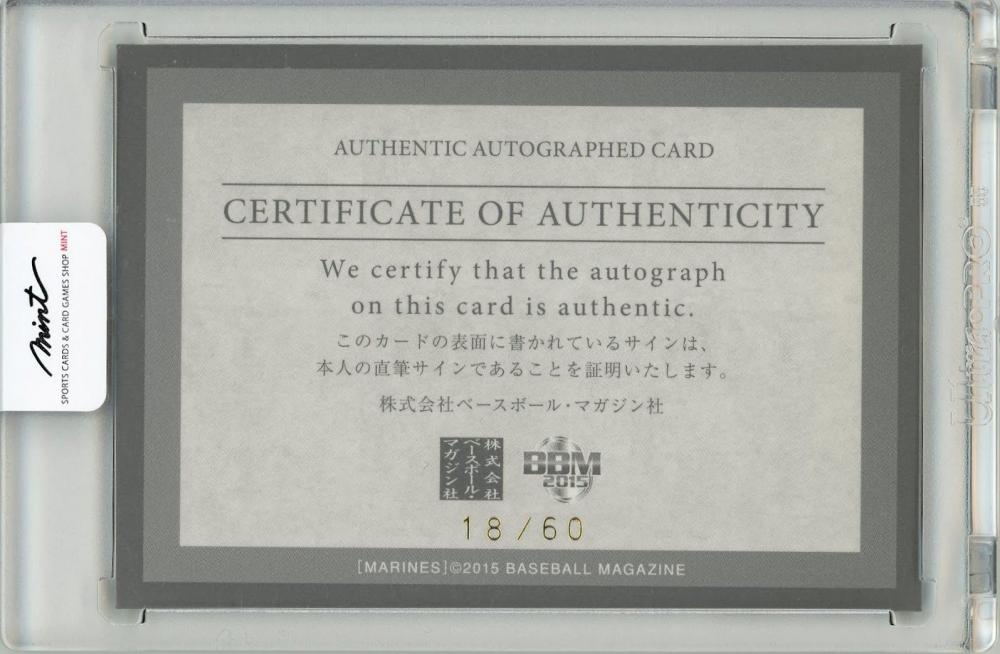 AUTHENTIC AUTOGRAPHED CARD
CERTIFICATE OF AUTHENTICITY
We certify that the autograph
on this card is authentic.
このカードの表面に書かれているサインは、
本人の直筆サインであることを証明いたします。
株式会社ベースボール・マガジン社
株式会社
ベースボール・
マガジン社
BBM
2015
18/60
[MARINES]©2015 BASEBALL MAGAZINE
mint
SPORTS CARDS & CARD GAMES SHOP MINT